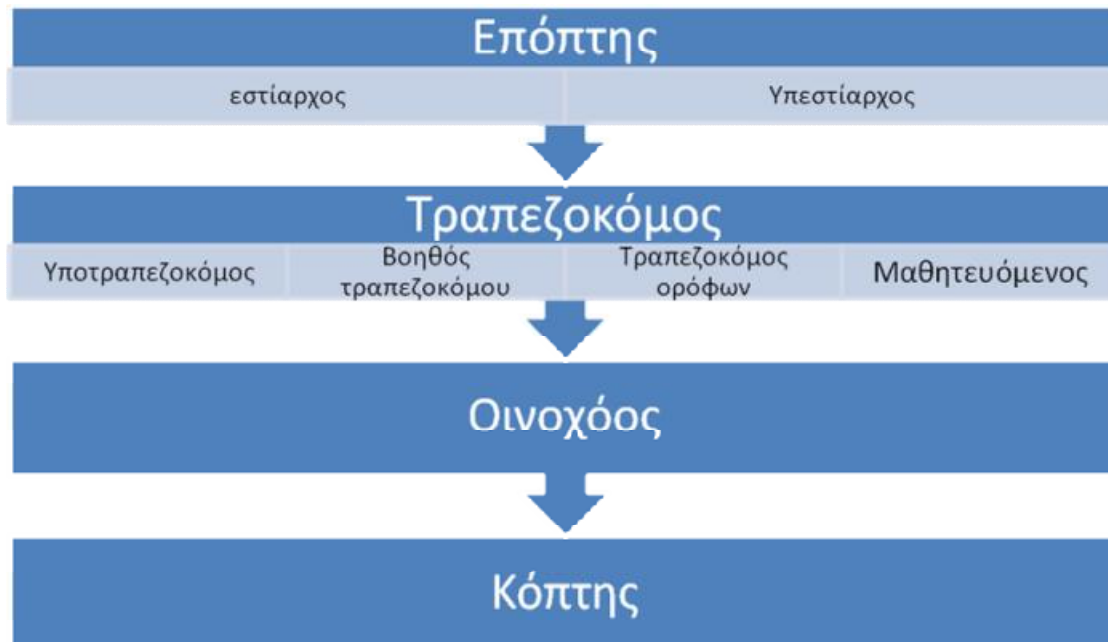 Επόπτης
εστίαρχος
Υπεστίαρχος
Τραπεζοκόμος
Υποτραπεζοκόμος
Βοηθός
τραπεζοκόμου
Τραπεζοκόμος
ορόφων
Μαθητευόμενος
Οινοχόος
Κόπτης